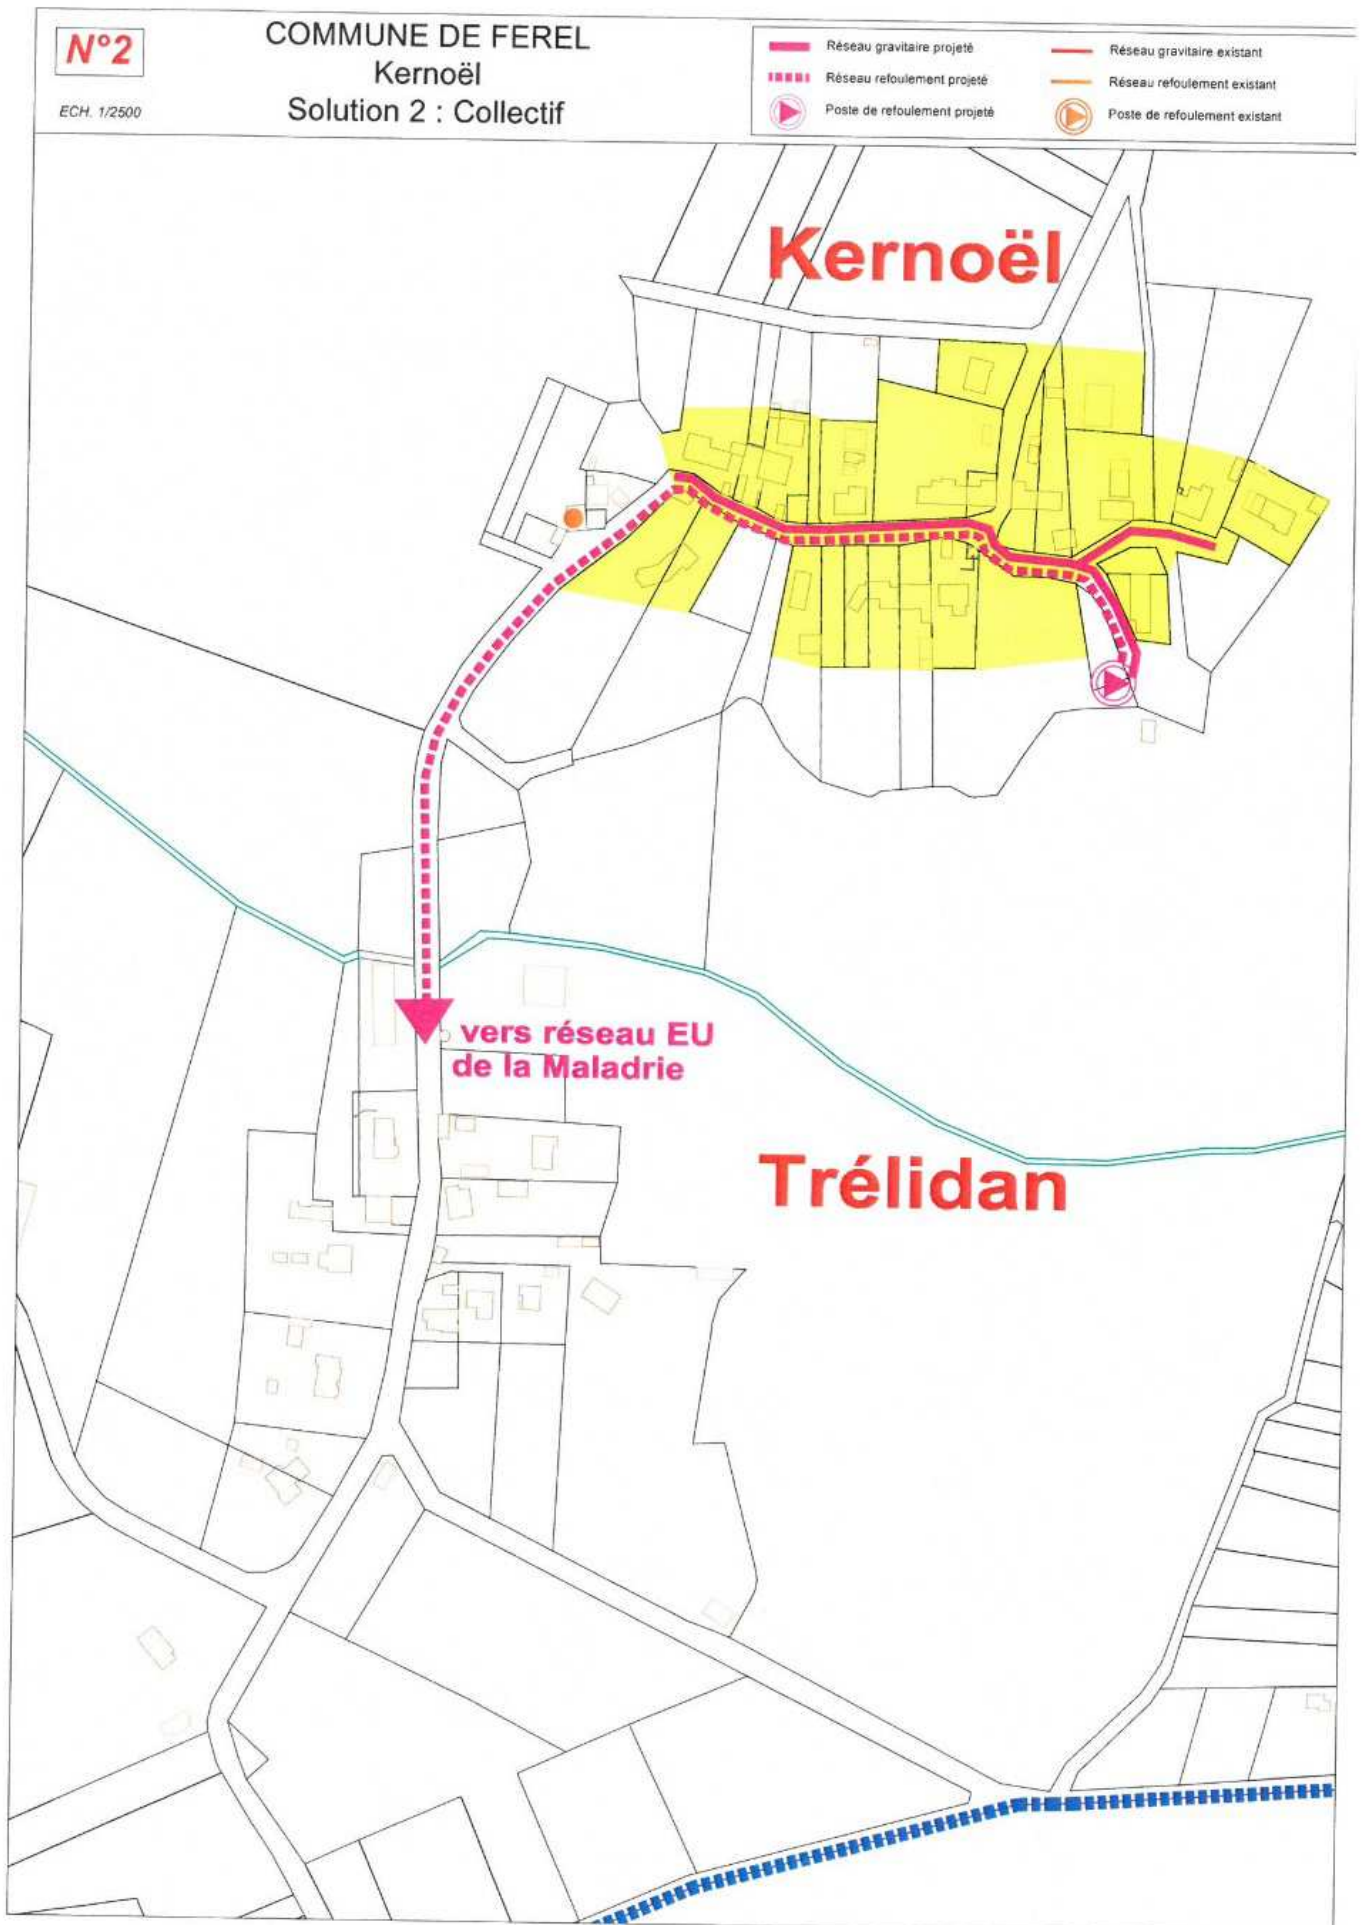 N°2
ECH. 1/2500
COMMUNE DE FEREL
Kernoël
Solution 2 : Collectif
Réseau gravitaire projeté
Réseau refoulement projeté
Poste de refoulement projeté
Réseau gravitaire existant
Réseau refoulement existant
Poste de refoulement existant
Kernoël
vers réseau EU
de la Maladrie
Trélidan